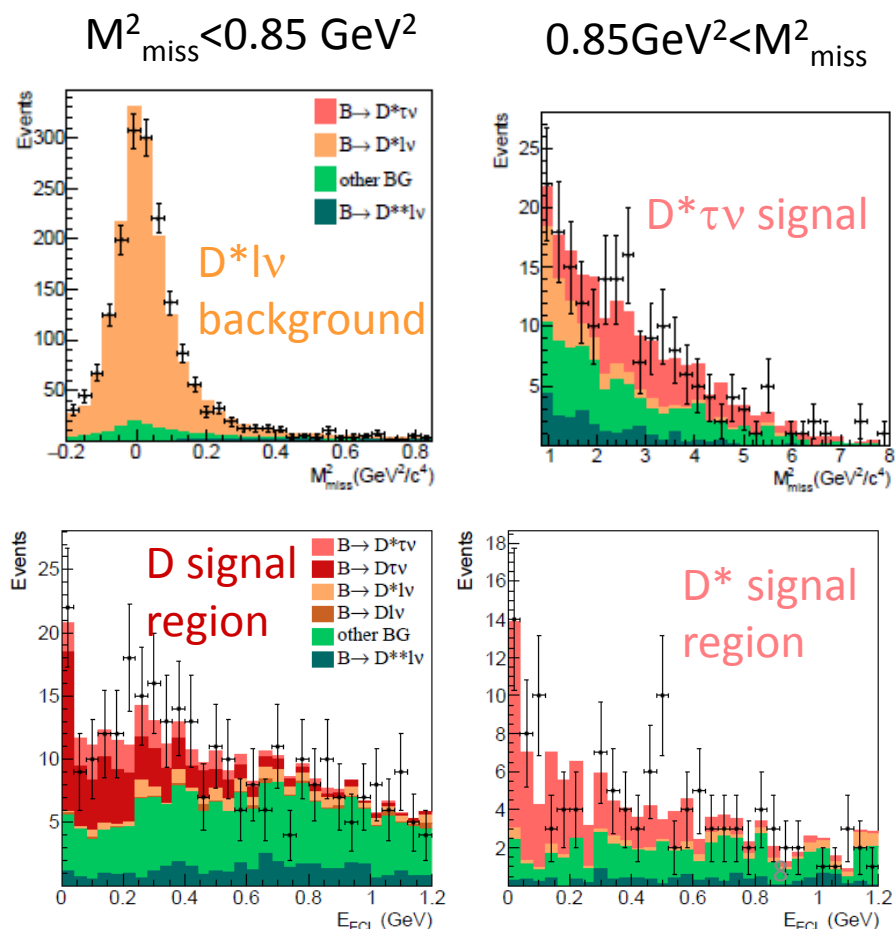 M²miss<0.85 GeV²
0.85GeV²<M²miss
Events
300
250
200
150
100
50
−0.2 0 0.2 0.4 0.6 0.8
M²miss(GeV²/c⁴)
B→ D*τν
B→ D*lν
other BG
B→ D**lν
D*lν
background
Events
25
20
15
10
5
1 2 3 4 5 6 7 8
M²miss(GeV²/c⁴)
D*τν signal
Events
25
20
15
10
5
0 0.2 0.4 0.6 0.8 1 1.2
E_ECL (GeV)
D signal
region
B→ D*τν
B→ Dτν
B→ D*lν
B→ Dlν
other BG
B→ D**lν
Events
18
16
14
12
10
8
6
4
2
0 0.2 0.4 0.6 0.8 1 1.2
E_ECL (GeV)
D* signal
region